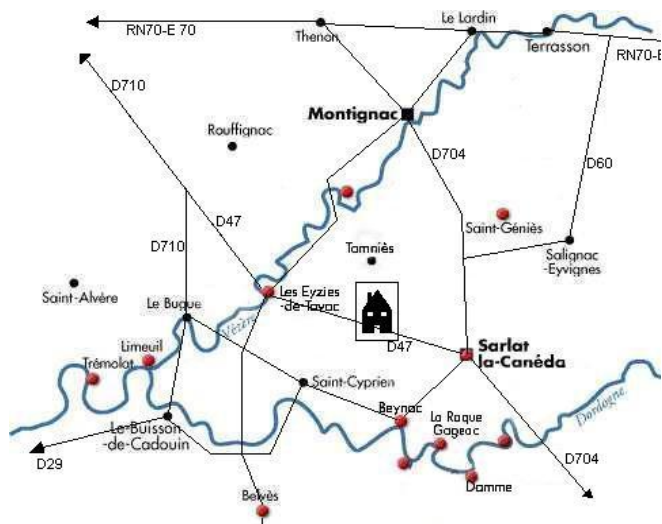 Le Lardin
RN70-E 70
Thenon
Terrasson
RN70-E
D710
Montignac
Rouffignac
D704
D60
D47
Saint-Géniès
D710
Tamniès
Salignac
-Eyvignes
Saint-Alvère
Les Eyzies
-de-Tayac
Le Bugue
Vézère
D47
Sarlat
la-Canéda
Limeuil
Trémolat
Saint-Cyprien
Beynac
La Roque
Gageac
Dordogne
Le-Buisson
-de-Cadouin
D29
D704
Domme
Belvès